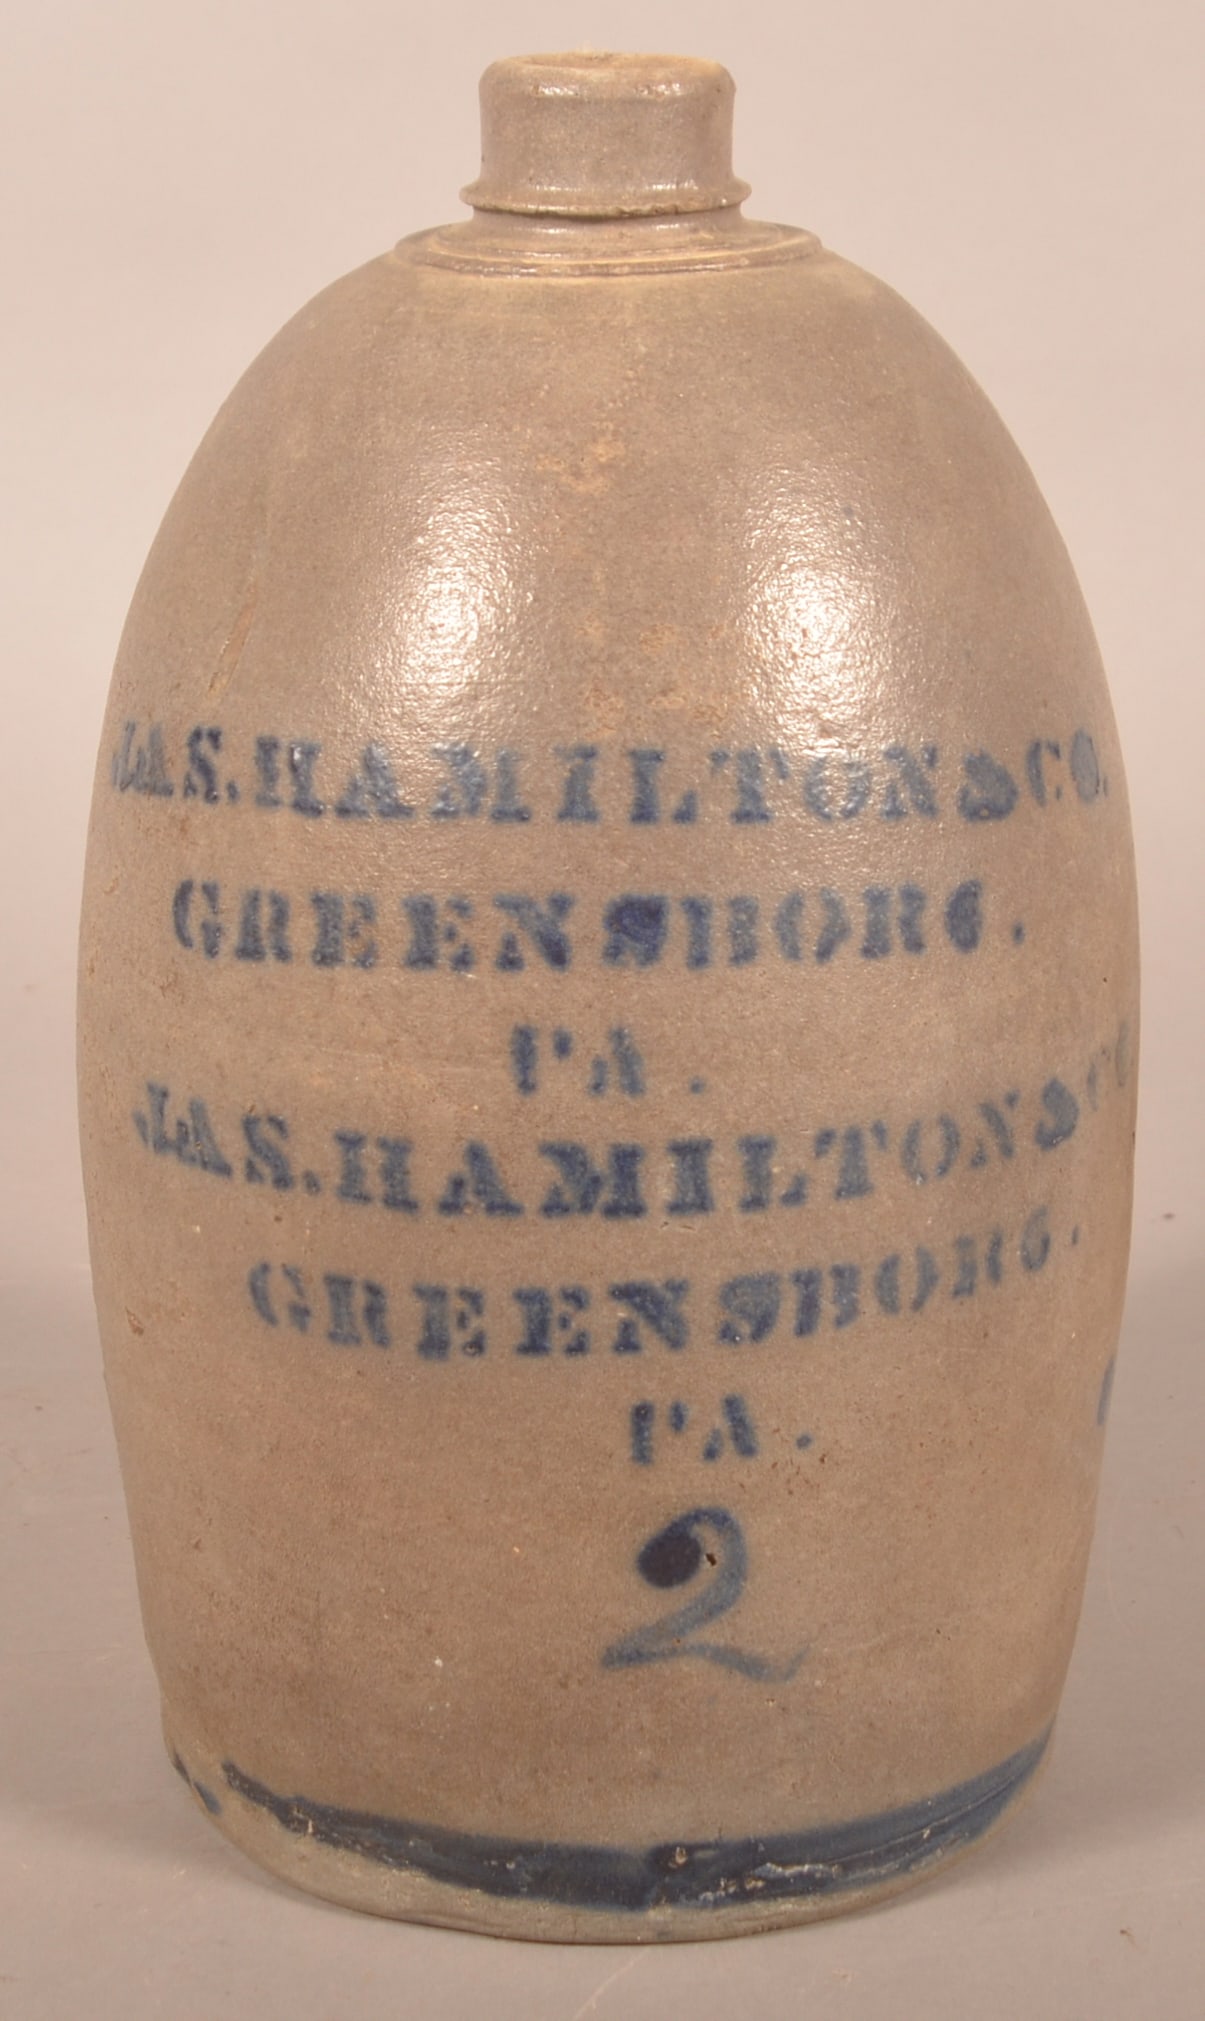 JAS.HAMILTON&CO.
GREENSBORO.
PA.
JAS.HAMILTON&CO
GREENSBORO.
PA.
2